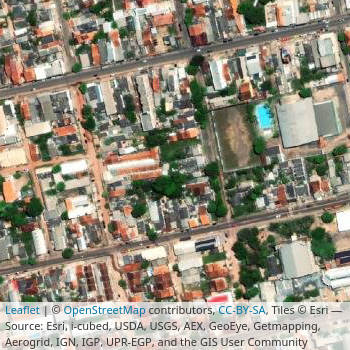 Leaflet | © OpenStreetMap contributors, CC-BY-SA, Tiles © Esri —
Source: Esri, i-cubed, USDA, USGS, AEX, GeoEye, Getmapping,
Aerogrid, IGN, IGP, UPR-EGP, and the GIS User Community